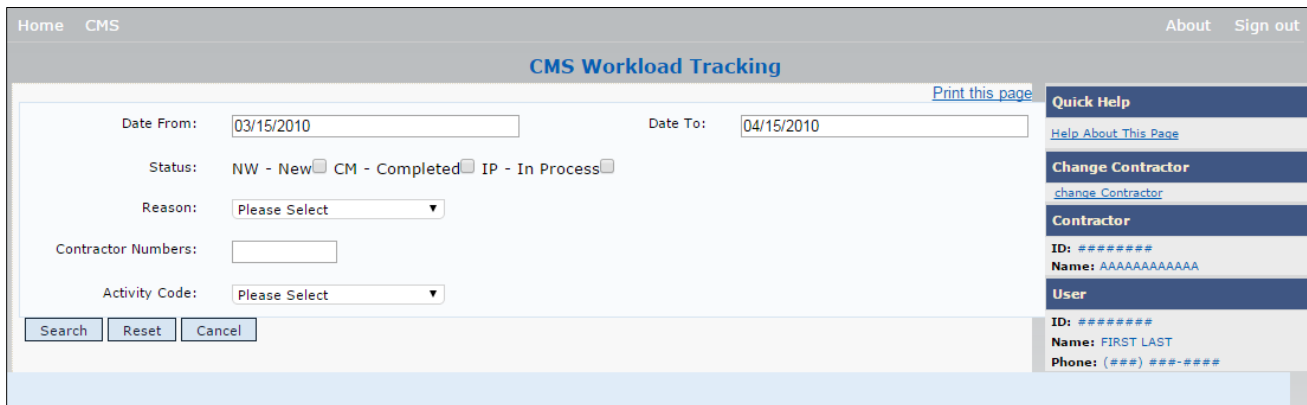 Home CMS About Sign out
CMS Workload Tracking
Print this page
Date From: 03/15/2010 Date To: 04/15/2010
Status: NW - New CM - Completed IP - In Process
Reason: Please Select
Contractor Numbers:
Activity Code: Please Select
Search Reset Cancel
Quick Help
Help About This Page
Change Contractor
change Contractor
Contractor
ID: ########
Name: AAAAAAAAAAAA
User
ID: ########
Name: FIRST LAST
Phone: (###) ###-####